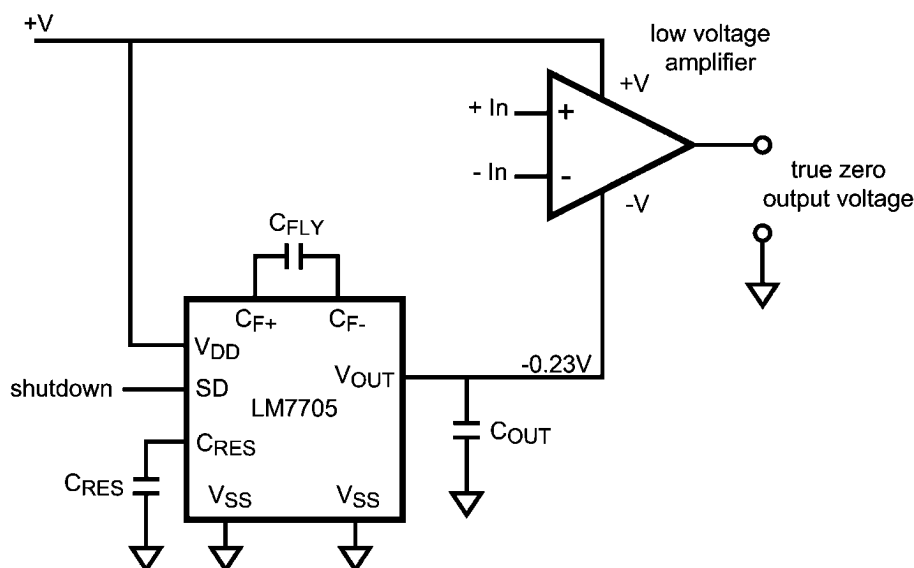 +V
low voltage
amplifier
+V
+ In
+
- In
-
-V
true zero
output voltage
CFLY
CF+
CF-
VDD
shutdown
SD
VOUT
-0.23V
LM7705
COUT
CRES
CRES
VSS
VSS